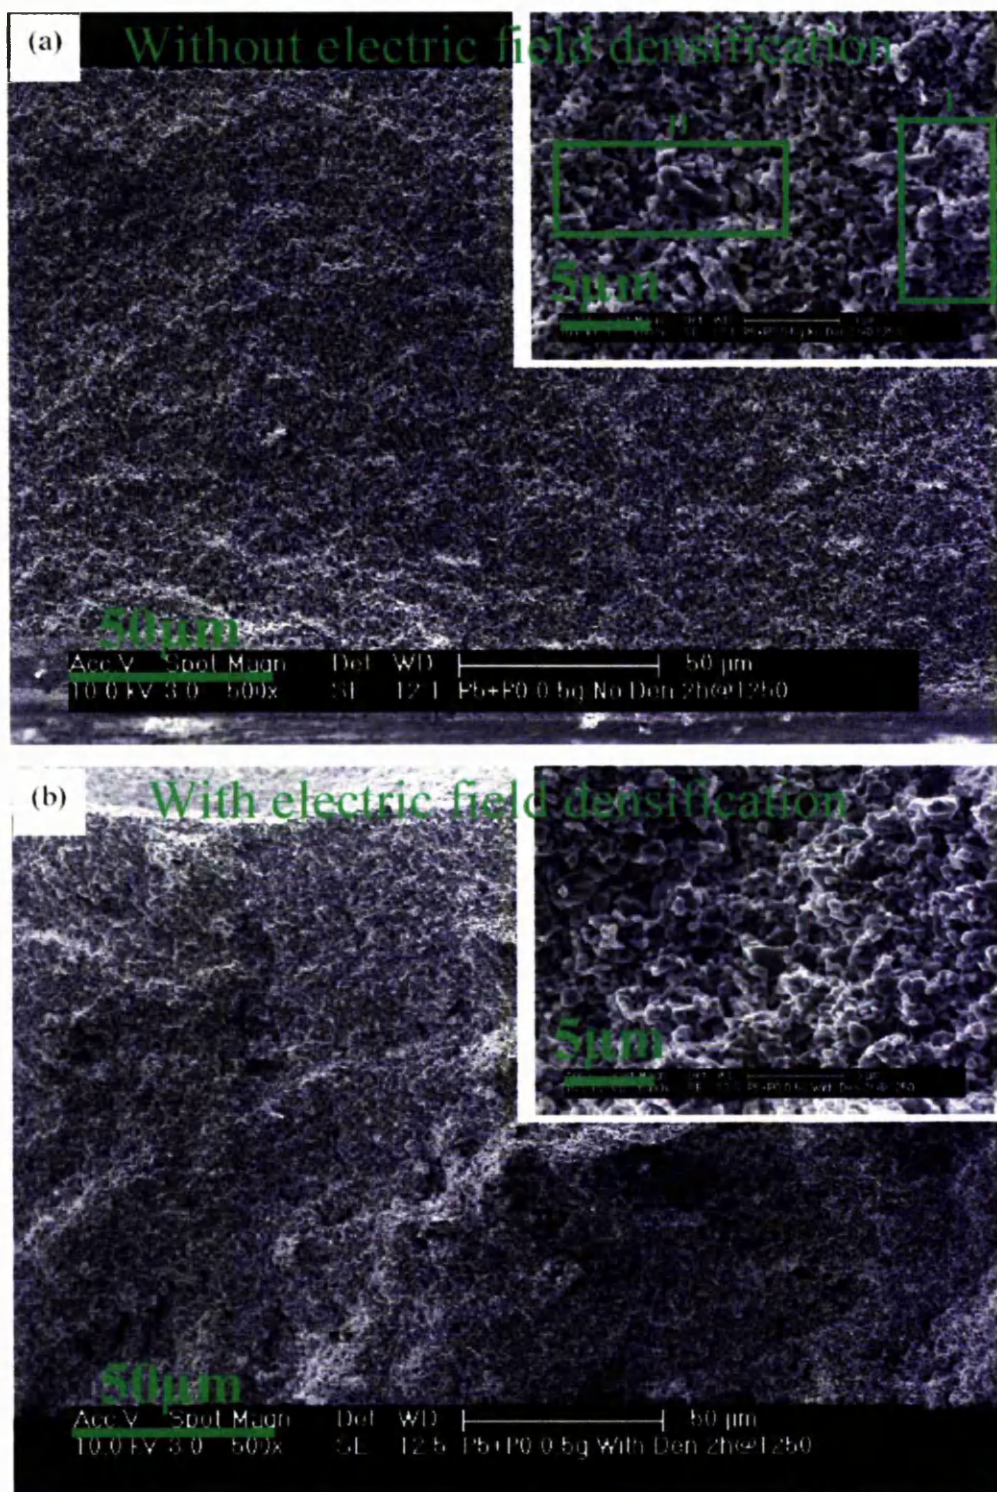 (a) Without electric field densification
I
II
5μm
50μm
Acc.V Spot Magn Det WD 50 μm
10.0 kV 3.0 500x SE 12.1 P5+P0 0.5g No Den 2h@1250
(b) With electric field densification
5μm
50μm
Acc.V Spot Magn Det WD 50 μm
10.0 kV 3.0 500x SE 12.5 P5+P0 0.5g With Den 2h@1250